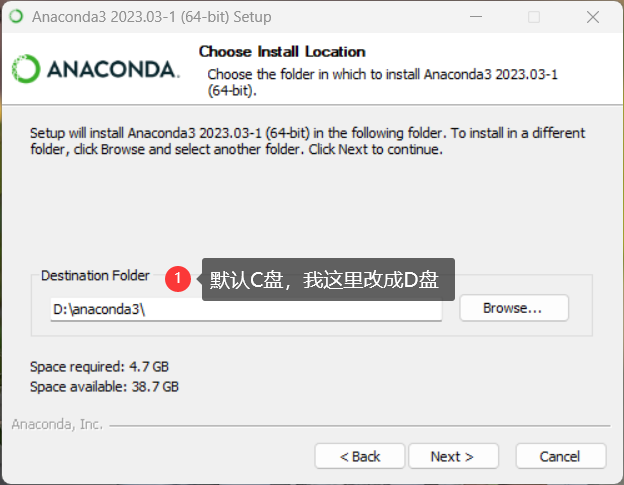 Anaconda3 2023.03-1 (64-bit) Setup
ANACONDA.
Choose Install Location
Choose the folder in which to install Anaconda3 2023.03-1
(64-bit).
Setup will install Anaconda3 2023.03-1 (64-bit) in the following folder. To install in a different
folder, click Browse and select another folder. Click Next to continue.
Destination Folder
1 默认C盘，我这里改成D盘
D:\anaconda3\
Browse...
Space required: 4.7 GB
Space available: 38.7 GB
Anaconda, Inc.
< Back
Next >
Cancel